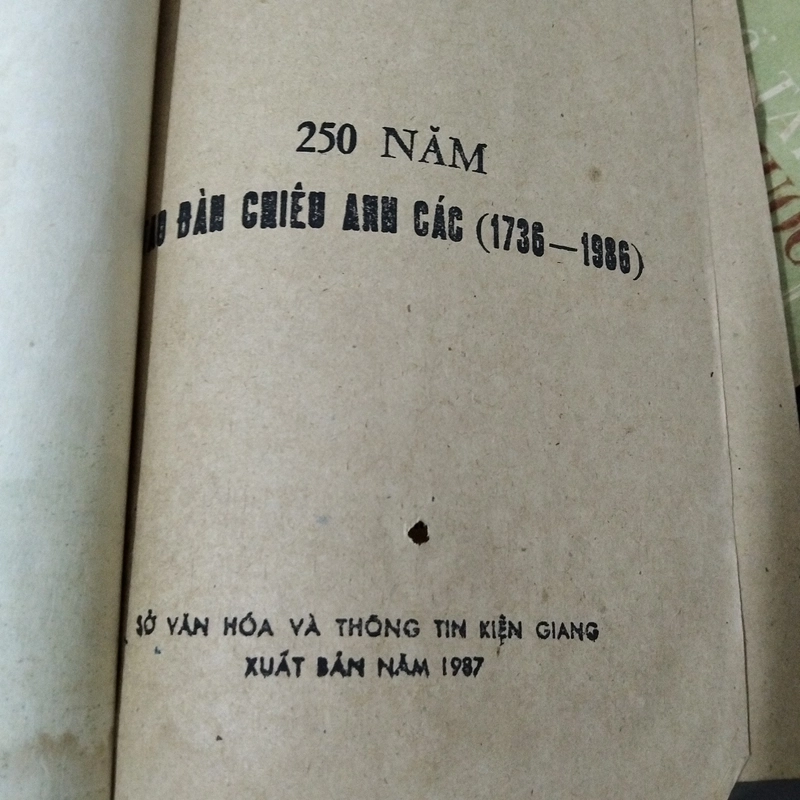 250 NĂM
ĐÀN CHIÊU ANH CÁC (1736—1986)
SỞ VĂN HÓA VÀ THÔNG TIN KIÊN GIANG
XUẤT BẢN NĂM 1987